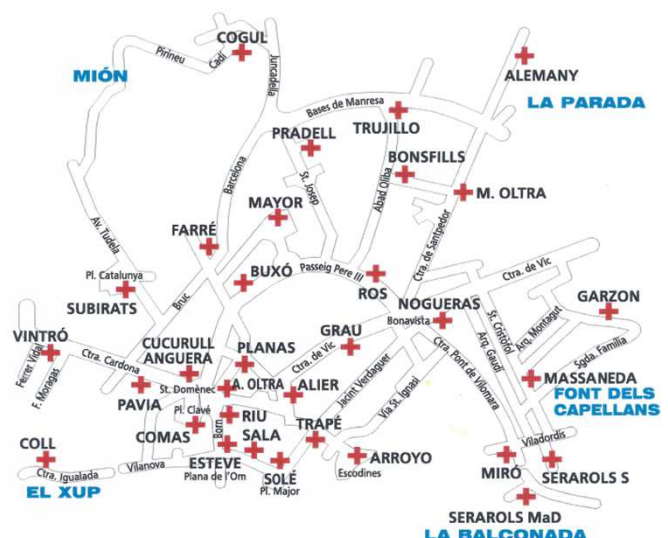 COGUL
Pirineu
Cadí
Juncadella
MIÓN
ALEMANY
LA PARADA
Bases de Manresa
TRUJILLO
PRADELL
BONSFILLS
Barcelona
St. Josep
Abad Oliba
M. OLTRA
MAYOR
Av. Tudela
FARRÉ
Ctra. de Santpedor
Passeig Pere III
Ctra. de Vic
Pl. Catalunya
BUXÓ
ROS
SUBIRATS
Bruc
NOGUERAS
Bonavista
St. Cristòfol
Arq. Gaudí
Arq. Montagut
GARZON
VINTRÓ
CUCURULL
ANGUERA
PLANAS
GRAU
Ctra. de Vic
Sgda. Família
Ctra. Cardona
Ferrer Vidal
F. Moragas
Jacint Verdaguer
Ctra. Pont de Vilomara
MASSANEDA
FONT DELS
CAPELLANS
St. Domènec
A. OLTRA
ALIER
Via St. Ignasi
PAVIA
Pl. Clavé
RIU
TRAPÉ
COMAS
Born
SALA
Viladordis
COLL
Vilanova
ESTEVE
Plana de l'Om
SOLÉ
Pl. Major
ARROYO
Escodines
MIRÓ
SERAROLS S
Ctra. Igualada
EL XUP
SERAROLS MaD
LA BALCONADA